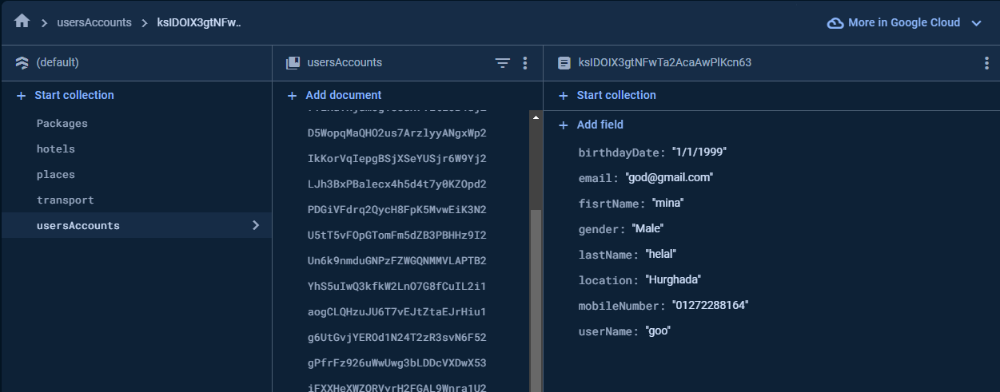 usersAccounts
ksIDOIX3gtNFw..
More in Google Cloud
(default)
Start collection
Packages
hotels
places
transport
usersAccounts
usersAccounts
Add document
D5WopqMaQHO2us7ArzlyyANgxWp2
IkKorVqIepgBSjXSeYUSjr6W9Yj2
LJh3BxPBalecx4h5d4t7y0KZOpd2
PDGiVFdrq2QycH8FpK5MvwEiK3N2
U5tT5vFOpGTomFm5dZB3PBHHz9I2
Un6k9nmduGNPzFZWGQNMMVLAPTB2
YhS5uIwQ3kfkW2LnO7G8fCuIL2i1
aogCLQHzuJU6T7vEJtZtaEJrHiu1
g6UtGvjYEROd1N24T2zR3svN6F52
gPfrFz926uWwUwg3bLDDcVXDwX53
iFXXHeXWZORVyrH2FGAL9Wnra1U2
ksIDOIX3gtNFwTa2AcaAwPlKcn63
Start collection
Add field
birthdayDate: "1/1/1999"
email: "god@gmail.com"
fisrtName: "mina"
gender: "Male"
lastName: "helal"
location: "Hurghada"
mobileNumber: "01272288164"
userName: "goo"